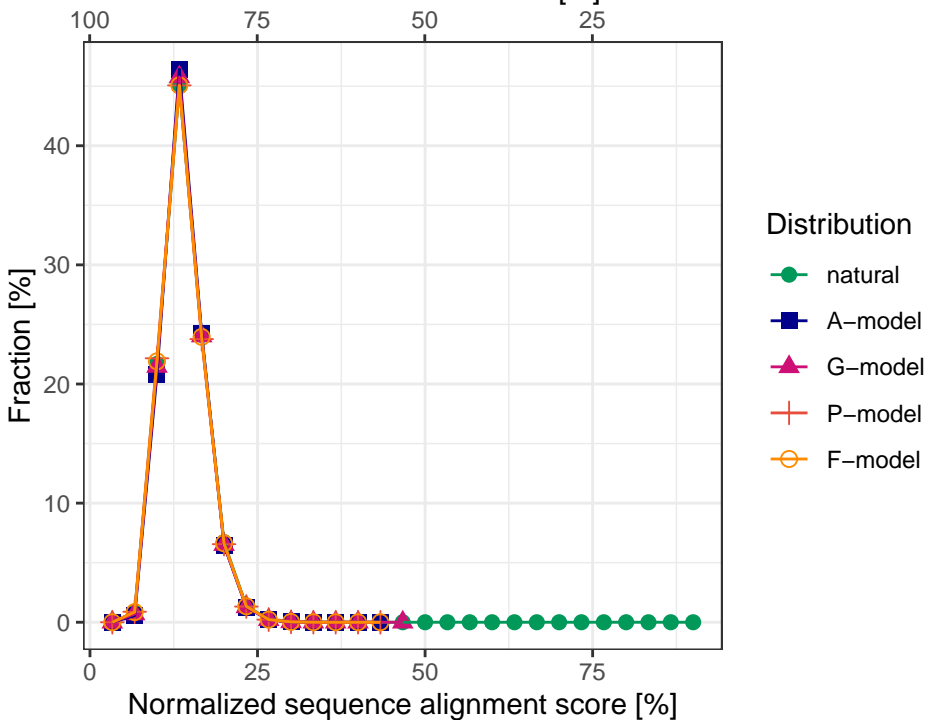 100 75 50 25
Fraction [%]
40
30
20
10
0
0 25 50 75
Normalized sequence alignment score [%]
Distribution
natural
A−model
G−model
P−model
F−model